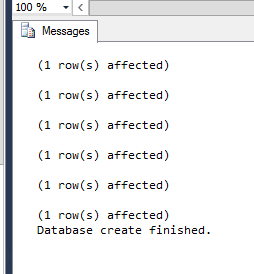 100 %
Messages
(1 row(s) affected)
(1 row(s) affected)
(1 row(s) affected)
(1 row(s) affected)
(1 row(s) affected)
(1 row(s) affected)
Database create finished.